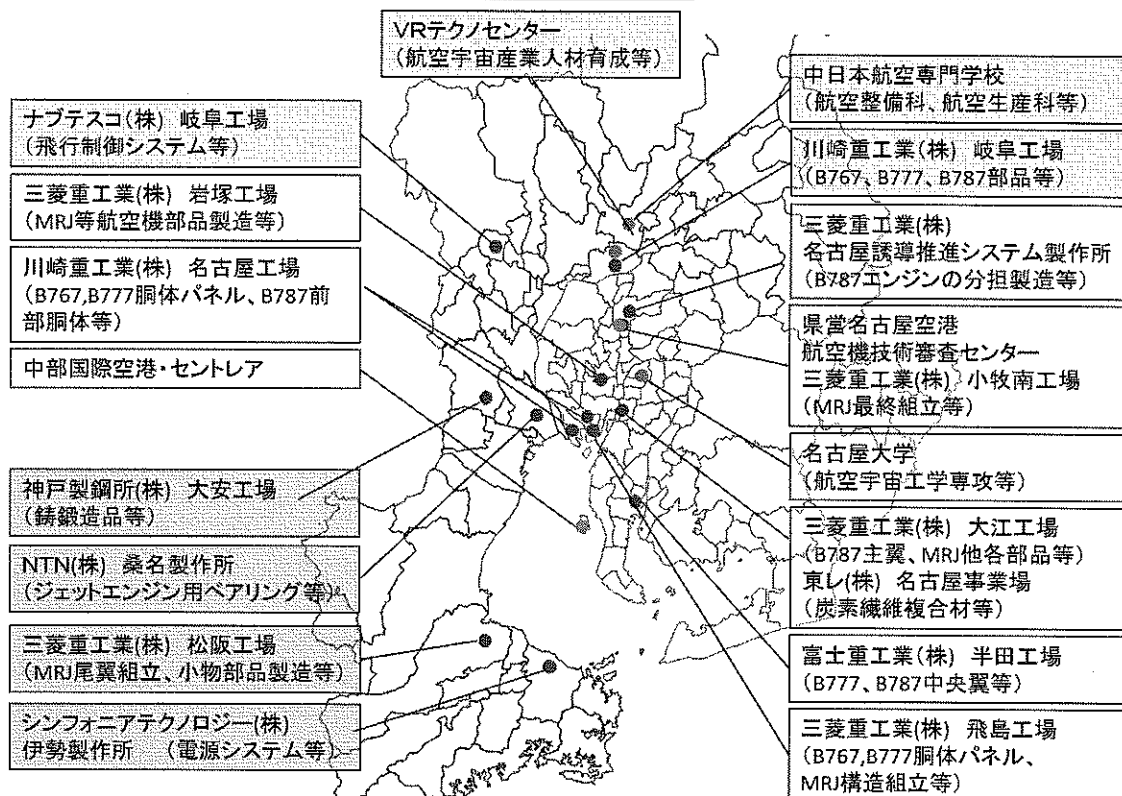 VRテクノセンター
（航空宇宙産業人材育成等）
ナブテスコ(株) 岐阜工場
（飛行制御システム等）
三菱重工業(株) 岩塚工場
（MRJ等航空機部品製造等）
川崎重工業(株) 名古屋工場
（B767,B777胴体パネル、B787前
部胴体等）
中部国際空港・セントレア
神戸製鋼所(株) 大安工場
（鋳鍛造品等）
NTN(株) 桑名製作所
（ジェットエンジン用ベアリング等）
三菱重工業(株) 松阪工場
（MRJ尾翼組立、小物部品製造等）
シンフォニアテクノロジー(株)
伊勢製作所 （電源システム等）
中日本航空専門学校
（航空整備科、航空生産科等）
川崎重工業(株) 岐阜工場
（B767、B777、B787部品等）
三菱重工業(株)
名古屋誘導推進システム製作所
（B787エンジンの分担製造等）
県営名古屋空港
航空機技術審査センター
三菱重工業(株) 小牧南工場
（MRJ最終組立等）
名古屋大学
（航空宇宙工学専攻等）
三菱重工業(株) 大江工場
（B787主翼、MRJ他各部品等）
東レ(株) 名古屋事業場
（炭素繊維複合材等）
富士重工業(株) 半田工場
（B777、B787中央翼等）
三菱重工業(株) 飛島工場
（B767,B777胴体パネル、
MRJ構造組立等）